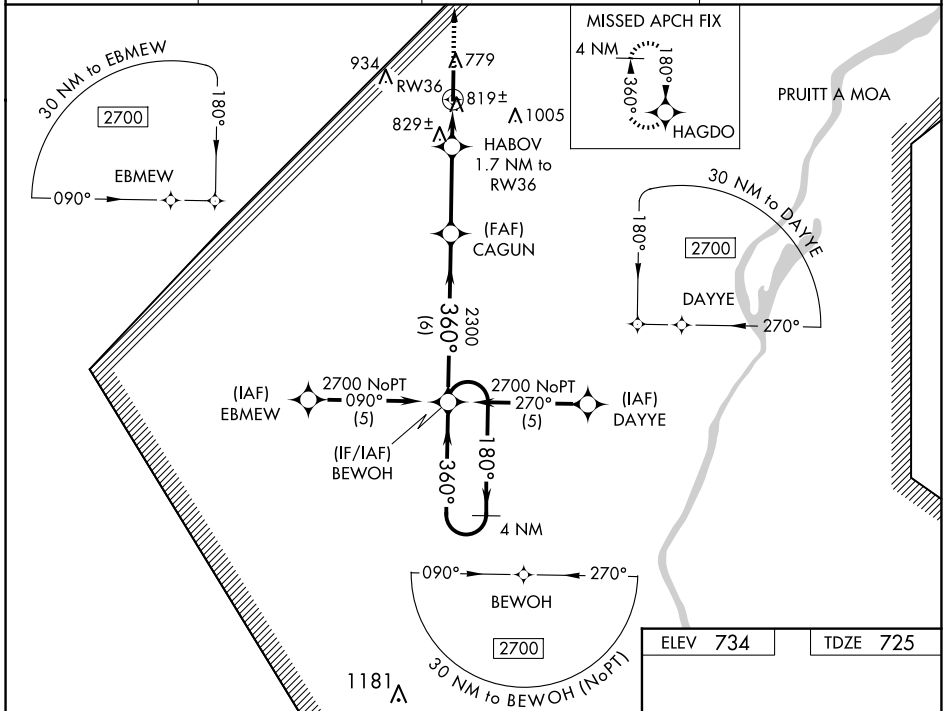 30 NM to EBMEW
2700
180°
EBMEW
090°
934
RW36
779
819±
1005
829±
HABOV
1.7 NM to
RW36
MISSED APCH FIX
4 NM
180°
360°
HAGDO
PRUITT A MOA
(FAF)
CAGUN
30 NM to DAYYE
180°
2700
DAYYE
270°
2300
360°
(6)
(IAF)
EBMEW
2700 NoPT
090°
(5)
2700 NoPT
270°
(5)
(IAF)
DAYYE
(IF/IAF)
BEWOH
360°
180°
4 NM
090°
270°
BEWOH
2700
30 NM to BEWOH (NoPT)
1181
ELEV 734
TDZE 725